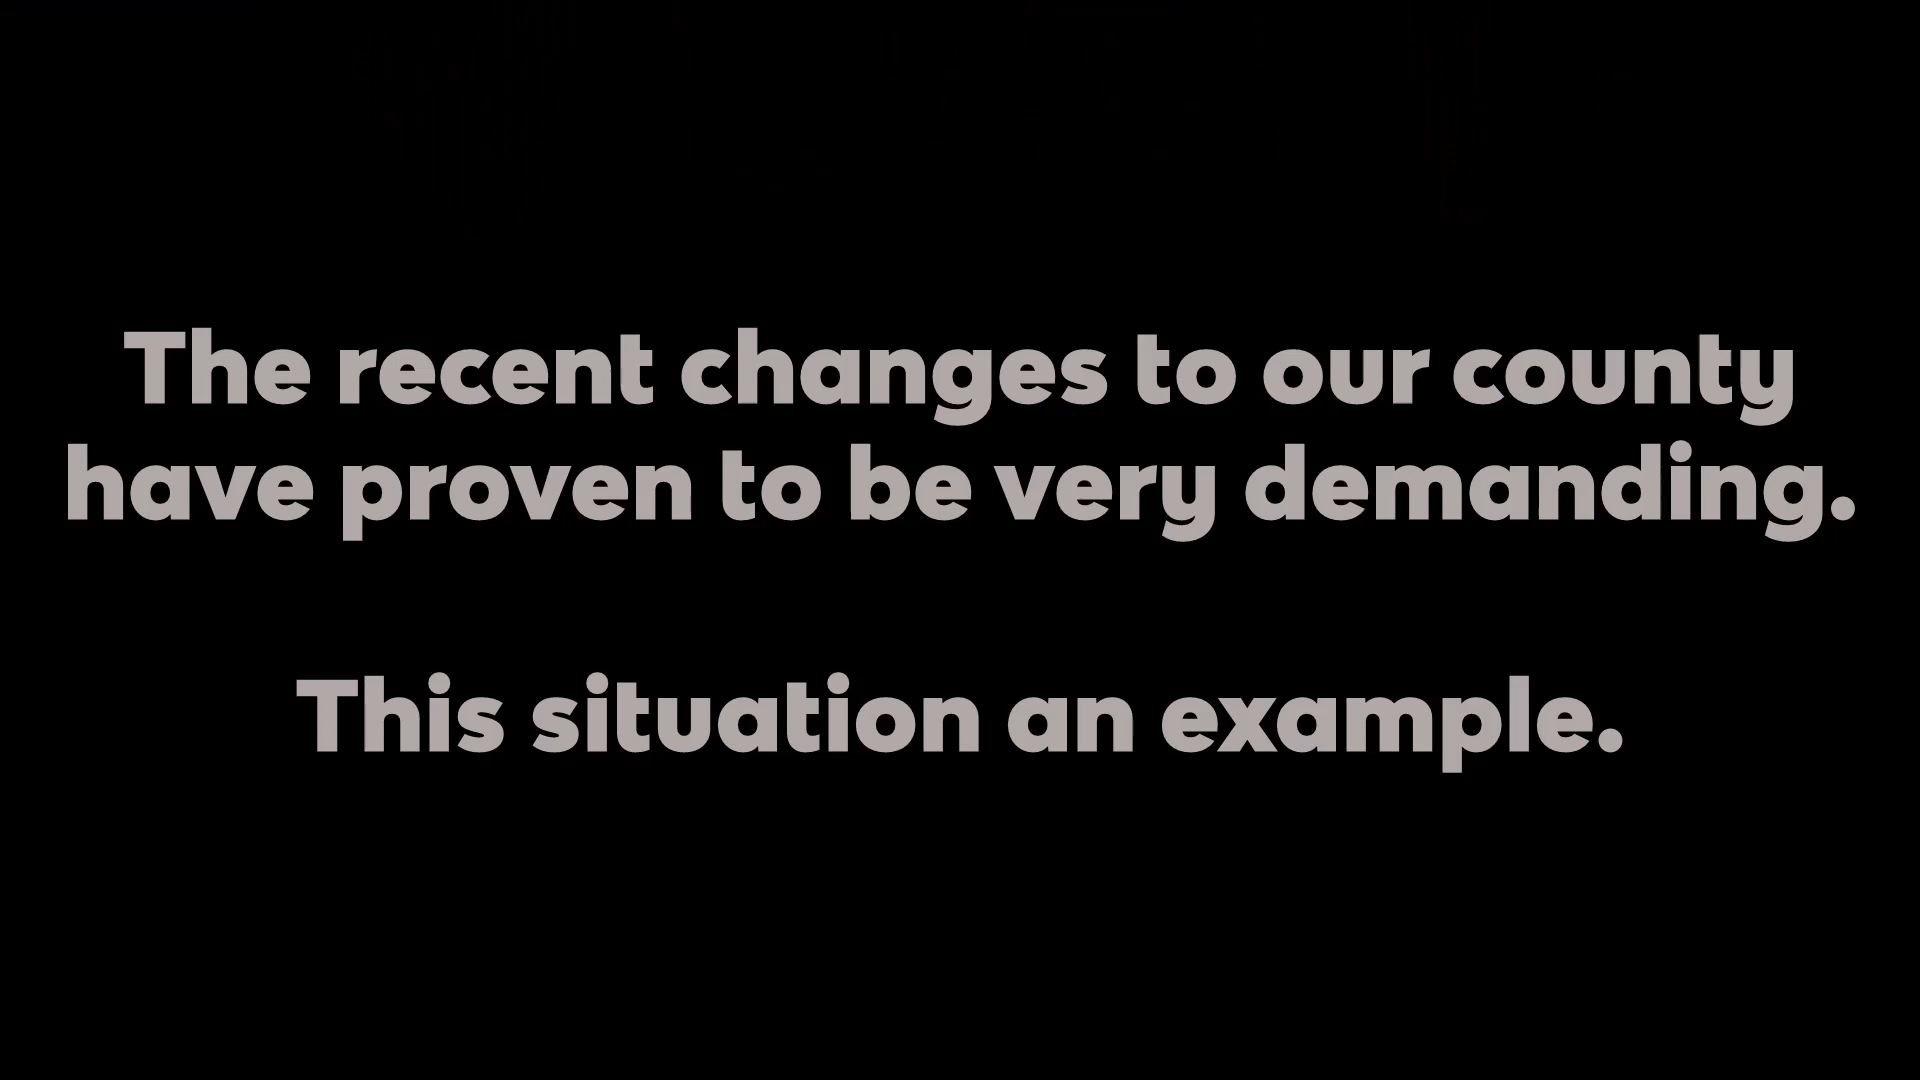 The recent changes to our county
have proven to be very demanding.
This situation an example.